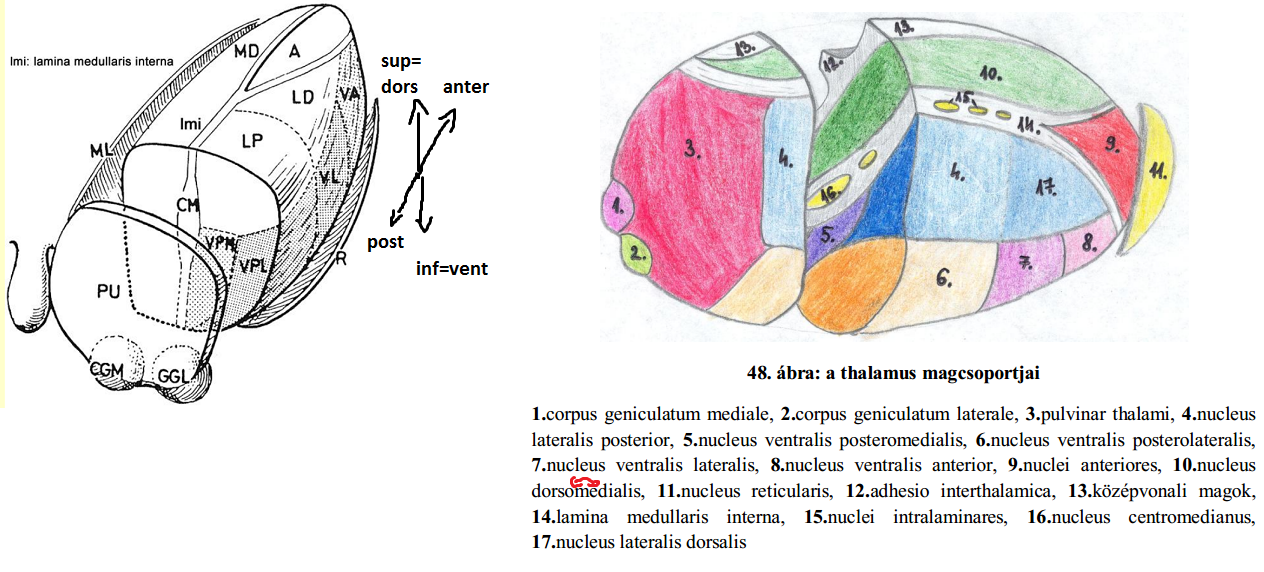 lmi: lamina medullaris interna
MD
A
sup=
dors
anter
LD
VA
lmi
LP
ML
VL
CM
post
VPM
VPL
R
inf=vent
PU
CGM
GGL
13.
13.
12.
10.
15.
14.
3.
4.
9.
11.
4.
17.
16.
1.
5.
2.
6.
7.
8.
48. ábra: a thalamus magcsoportjai
1.corpus geniculatum mediale, 2.corpus geniculatum laterale, 3.pulvinar thalami, 4.nucleus
lateralis posterior, 5.nucleus ventralis posteromedialis, 6.nucleus ventralis posterolateralis,
7.nucleus ventralis lateralis, 8.nucleus ventralis anterior, 9.nuclei anteriores, 10.nucleus
dorsomedialis, 11.nucleus reticularis, 12.adhesio interthalamica, 13.középvonali magok,
14.lamina medullaris interna, 15.nuclei intralaminares, 16.nucleus centromedianus,
17.nucleus lateralis dorsalis